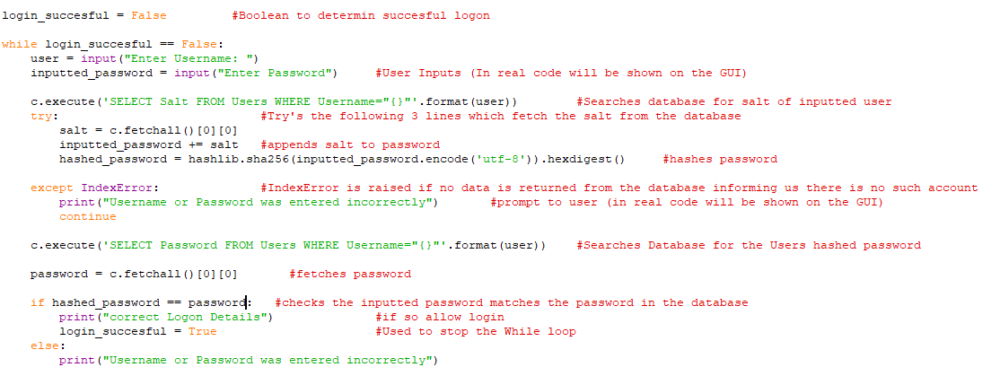 login_succesful = False #Boolean to determin succesful logon
while login_succesful == False:
user = input("Enter Username: ")
inputted_password = input("Enter Password") #User Inputs (In real code will be shown on the GUI)
c.execute('SELECT Salt FROM Users WHERE Username="{}"'.format(user)) #Searches database for salt of inputted user
try: #Try's the following 3 lines which fetch the salt from the database
salt = c.fetchall()[0][0]
inputted_password += salt #appends salt to password
hashed_password = hashlib.sha256(inputted_password.encode('utf-8')).hexdigest() #hashes password
except IndexError: #IndexError is raised if no data is returned from the database informing us there is no such account
print("Username or Password was entered incorrectly") #prompt to user (in real code will be shown on the GUI)
continue
c.execute('SELECT Password FROM Users WHERE Username="{}"'.format(user)) #Searches Database for the Users hashed password
password = c.fetchall()[0][0] #fetches password
if hashed_password == password: #checks the inputted password matches the password in the database
print("correct Logon Details") #if so allow login
login_succesful = True #Used to stop the While loop
else:
print("Username or Password was entered incorrectly")